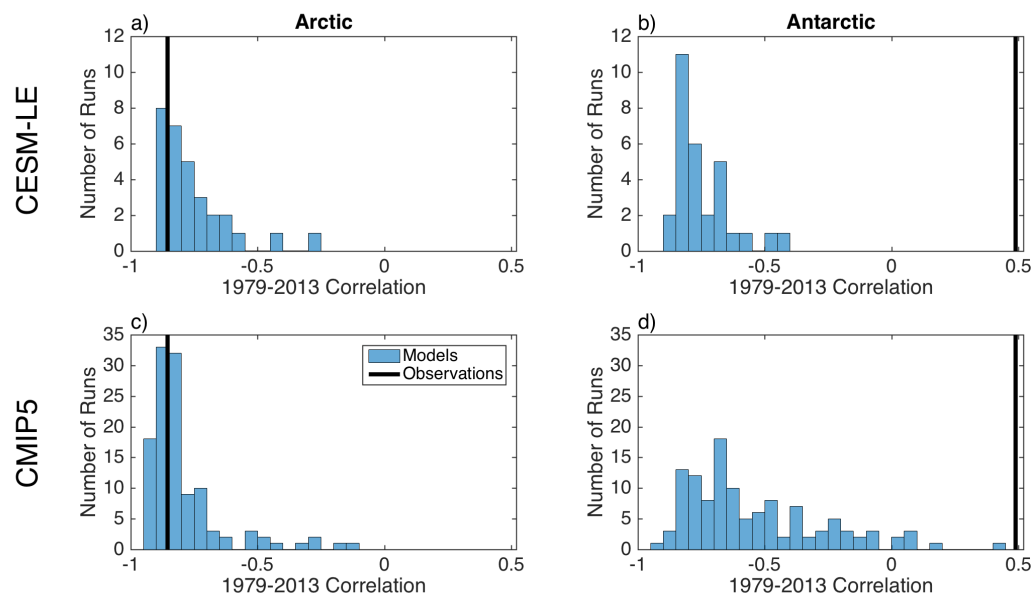 Arctic
Antarctic
CESM-LE
a)
12
10
8
6
4
2
0
Number of Runs
-1
-0.5
0
0.5
1979-2013 Correlation
b)
12
10
8
6
4
2
0
Number of Runs
-1
-0.5
0
0.5
1979-2013 Correlation
CMIP5
c)
35
30
25
20
15
10
5
0
Number of Runs
Models
Observations
-1
-0.5
0
0.5
1979-2013 Correlation
d)
35
30
25
20
15
10
5
0
Number of Runs
-1
-0.5
0
0.5
1979-2013 Correlation